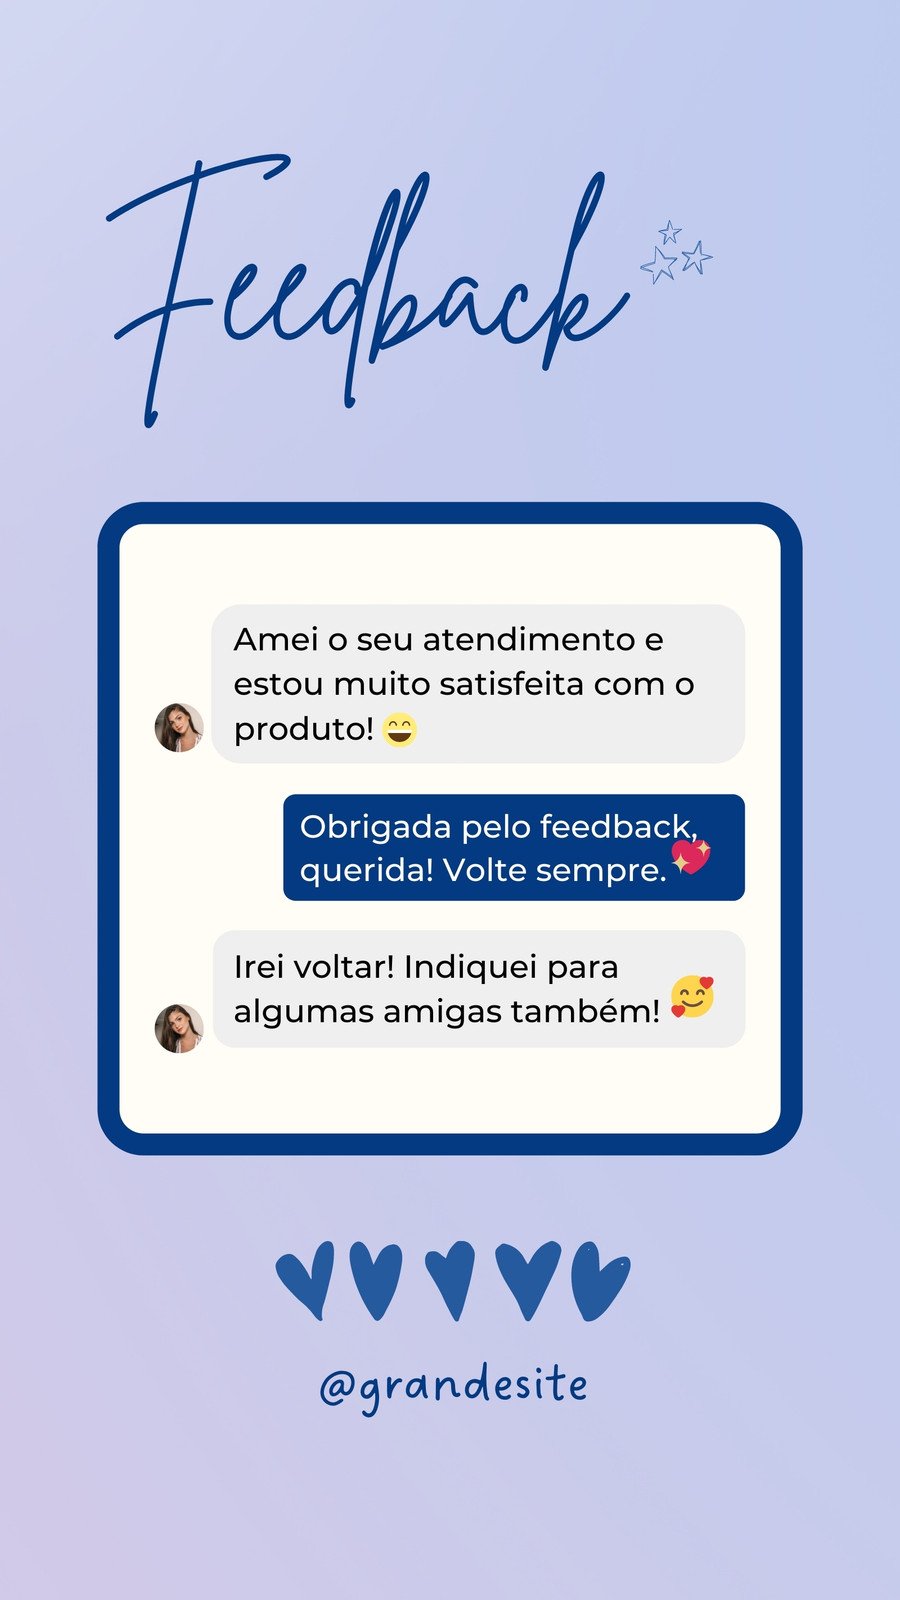 Feedback
Amei o seu atendimento e
estou muito satisfeita com o
produto! 😄
Obrigada pelo feedback,
querida! Volte sempre. 💖
Irei voltar! Indiquei para
algumas amigas também! 🥰
@grandesite